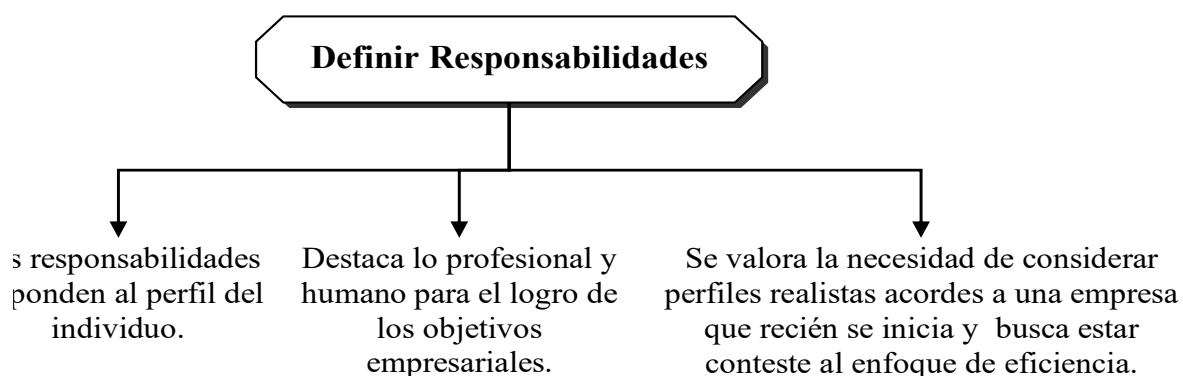 Definir Responsabilidades
s responsabilidades
ponden al perfil del
individuo.
Destaca lo profesional y
humano para el logro de
los objetivos
empresariales.
Se valora la necesidad de considerar
perfiles realistas acordes a una empresa
que recién se inicia y busca estar
conteste al enfoque de eficiencia.